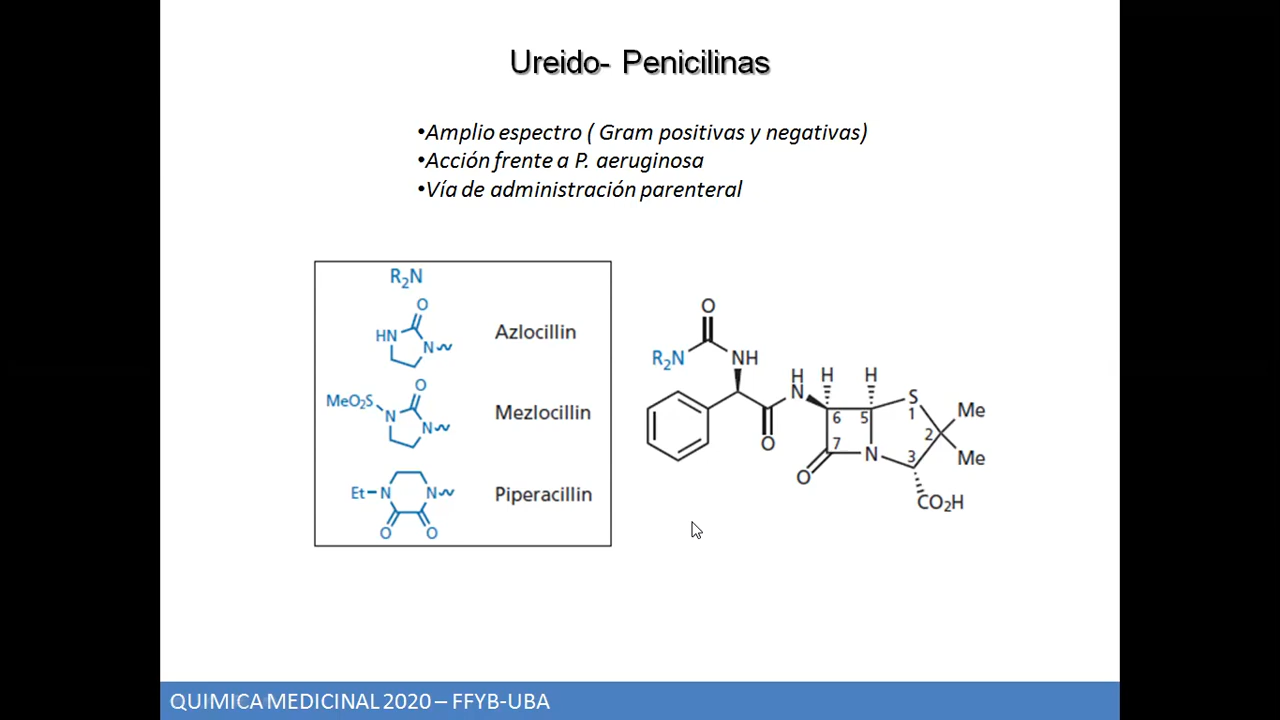 Ureido- Penicilinas
•Amplio espectro ( Gram positivas y negativas)
•Acción frente a P. aeruginosa
•Vía de administración parenteral
R₂N
O
HN
N
Azlocillin
MeO₂S
O
N
N
Mezlocillin
Et
N
N
O
O
Piperacillin
O
R₂N
NH
H
N
H
H
S
1
Me
6
5
2
O
7
N
3
Me
O
CO₂H
QUIMICA MEDICINAL 2020 – FFYB-UBA